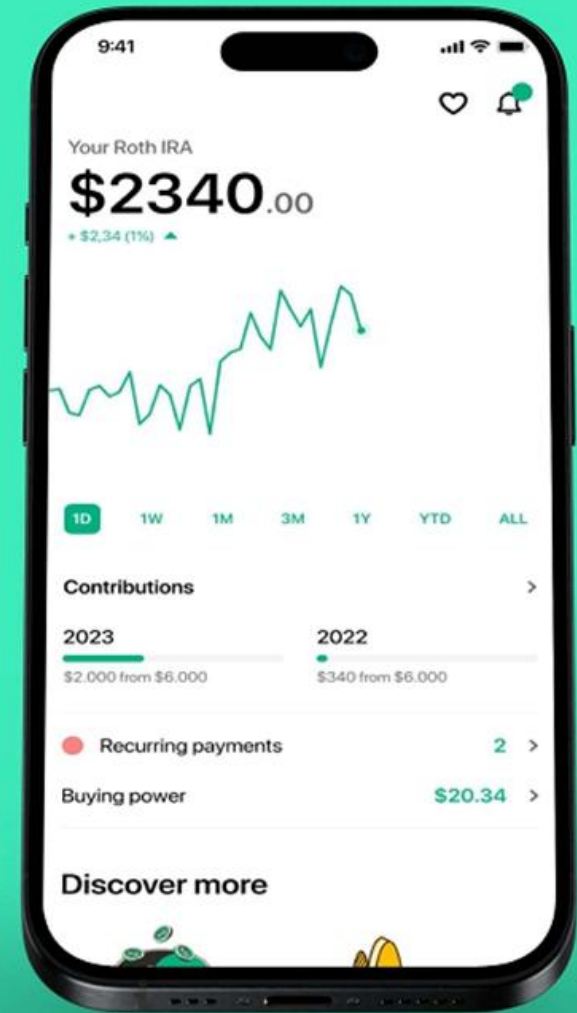 9:41
Your Roth IRA
$2340.00
+ $2,34 (1%)
1D 1W 1M 3M 1Y YTD ALL
Contributions
2023 2022
$2.000 from $6.000 $340 from $6.000
Recurring payments 2
Buying power $20.34
Discover more